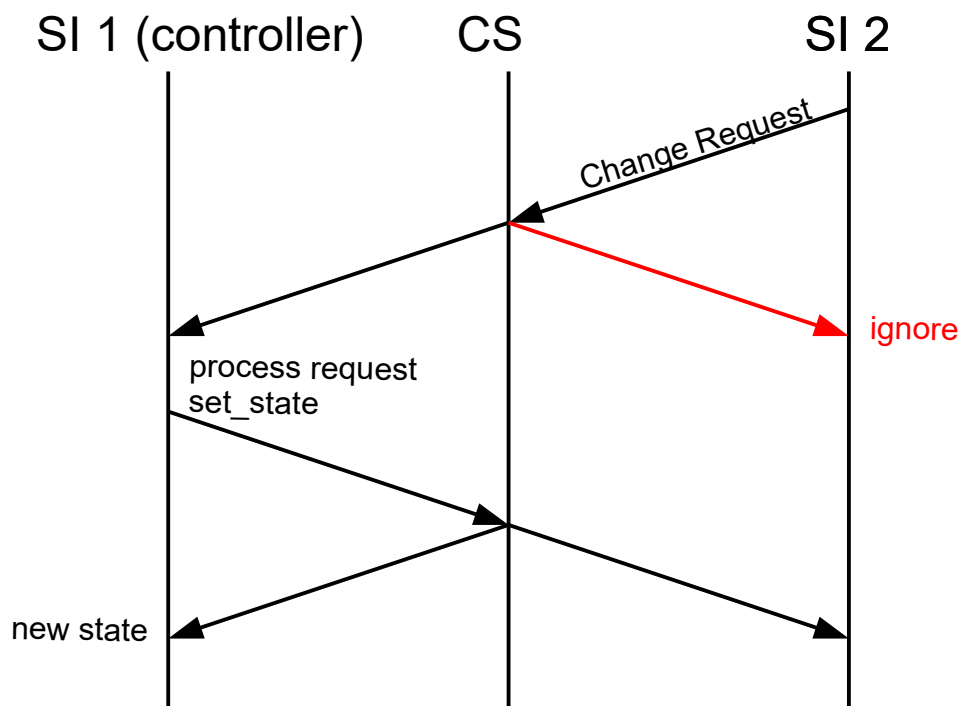 SI 1 (controller)
CS
SI 2
Change Request
ignore
process request
set_state
new state